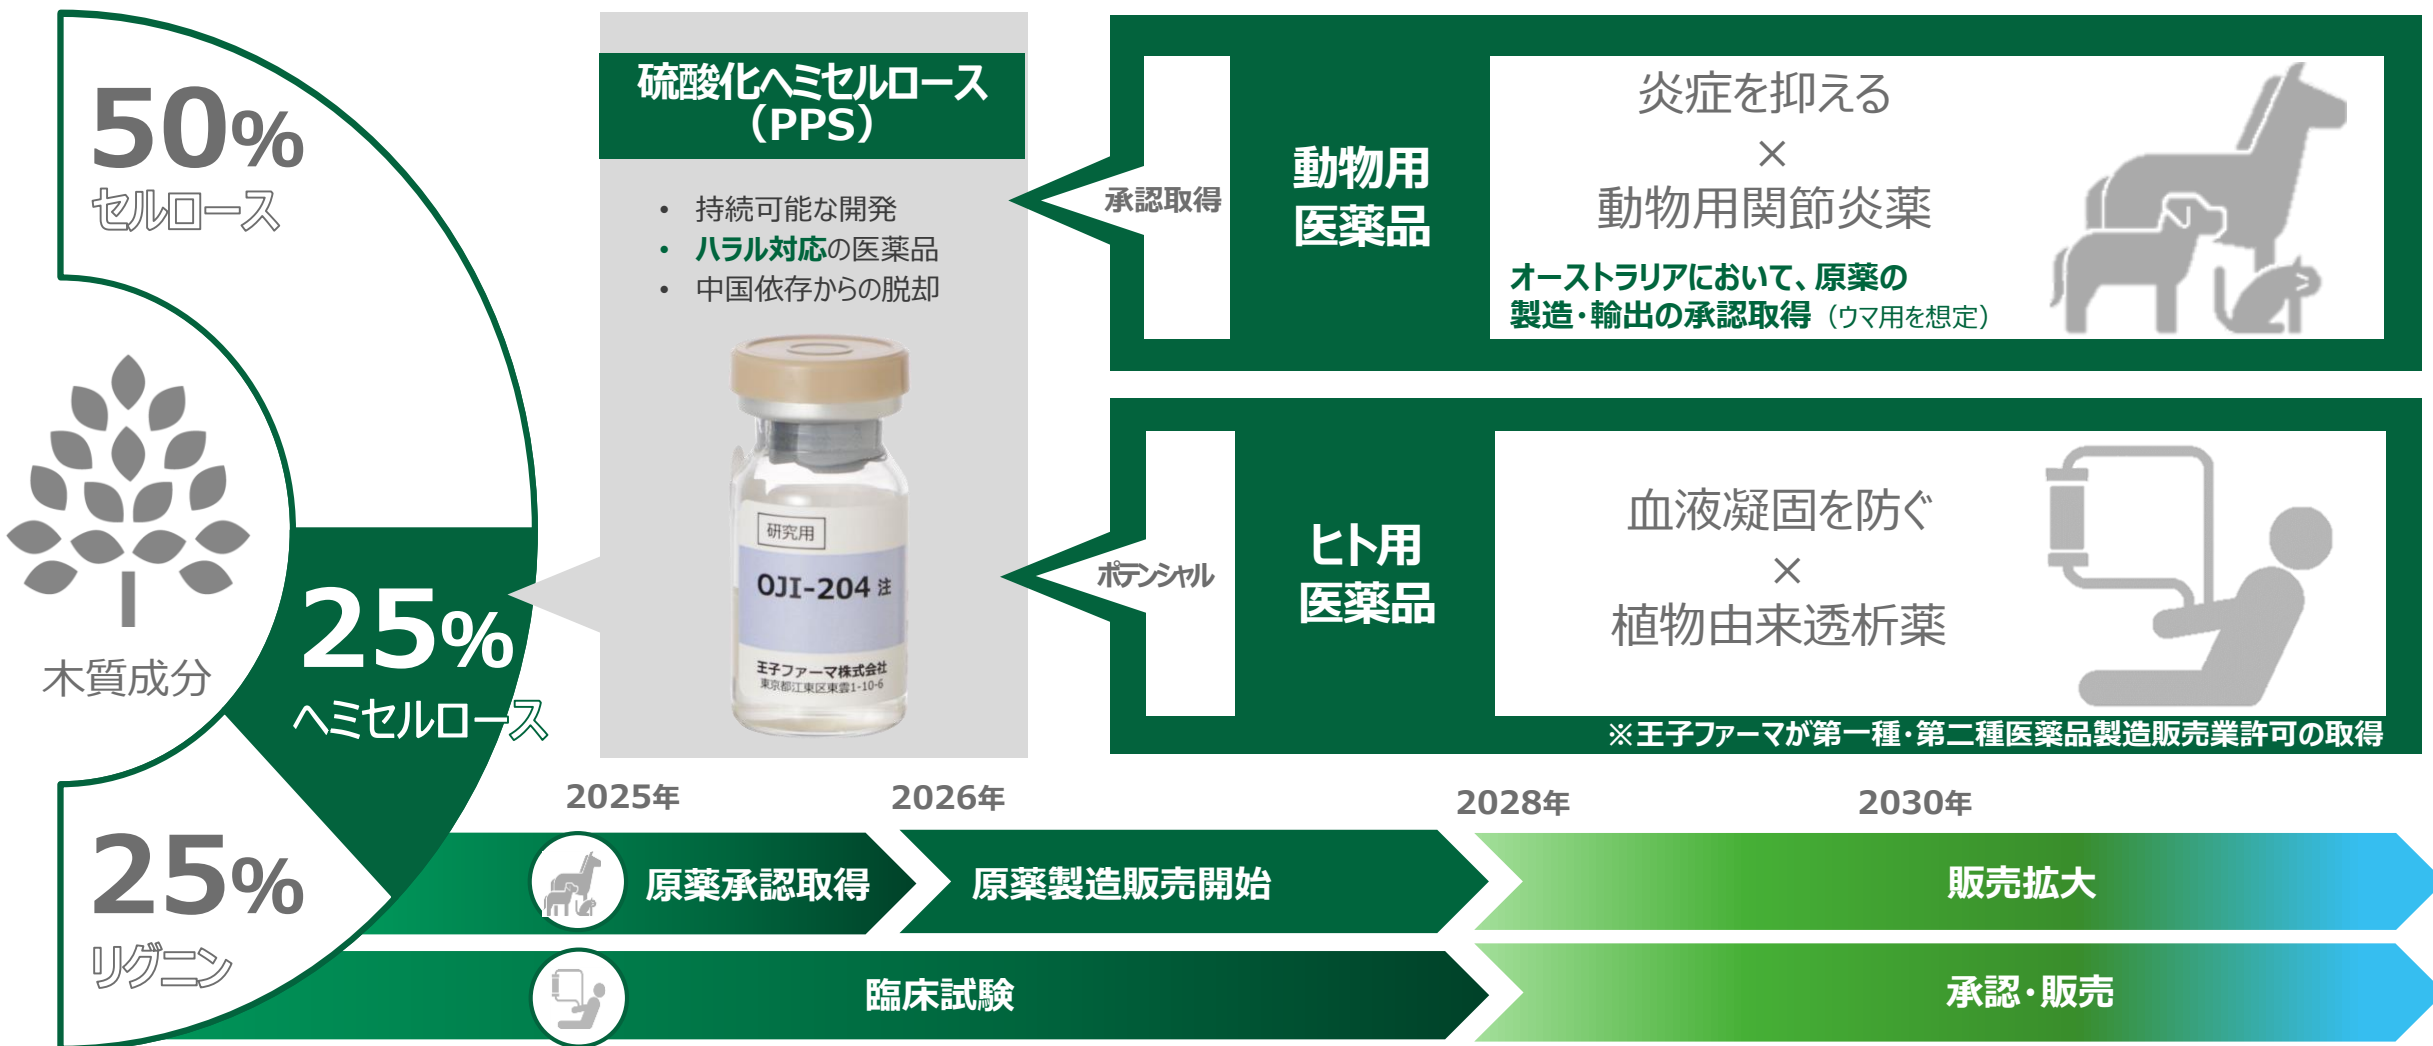 50%
セルロース
木質成分
25%
ヘミセルロース
25%
リグニン
硫酸化ヘミセルロース
（PPS）
• 持続可能な開発
• ハラル対応の医薬品
• 中国依存からの脱却
研究用
OJI-204 注
王子ファーマ株式会社
東京都江東区東雲1-10-6
承認取得
動物用
医薬品
炎症を抑える
×
動物用関節炎薬
オーストラリアにおいて、原薬の
製造・輸出の承認取得（ウマ用を想定）
ポテンシャル
ヒト用
医薬品
血液凝固を防ぐ
×
植物由来透析薬
※王子ファーマが第一種・第二種医薬品製造販売業許可の取得
2025年
2026年
2028年
2030年
原薬承認取得
原薬製造販売開始
販売拡大
臨床試験
承認・販売